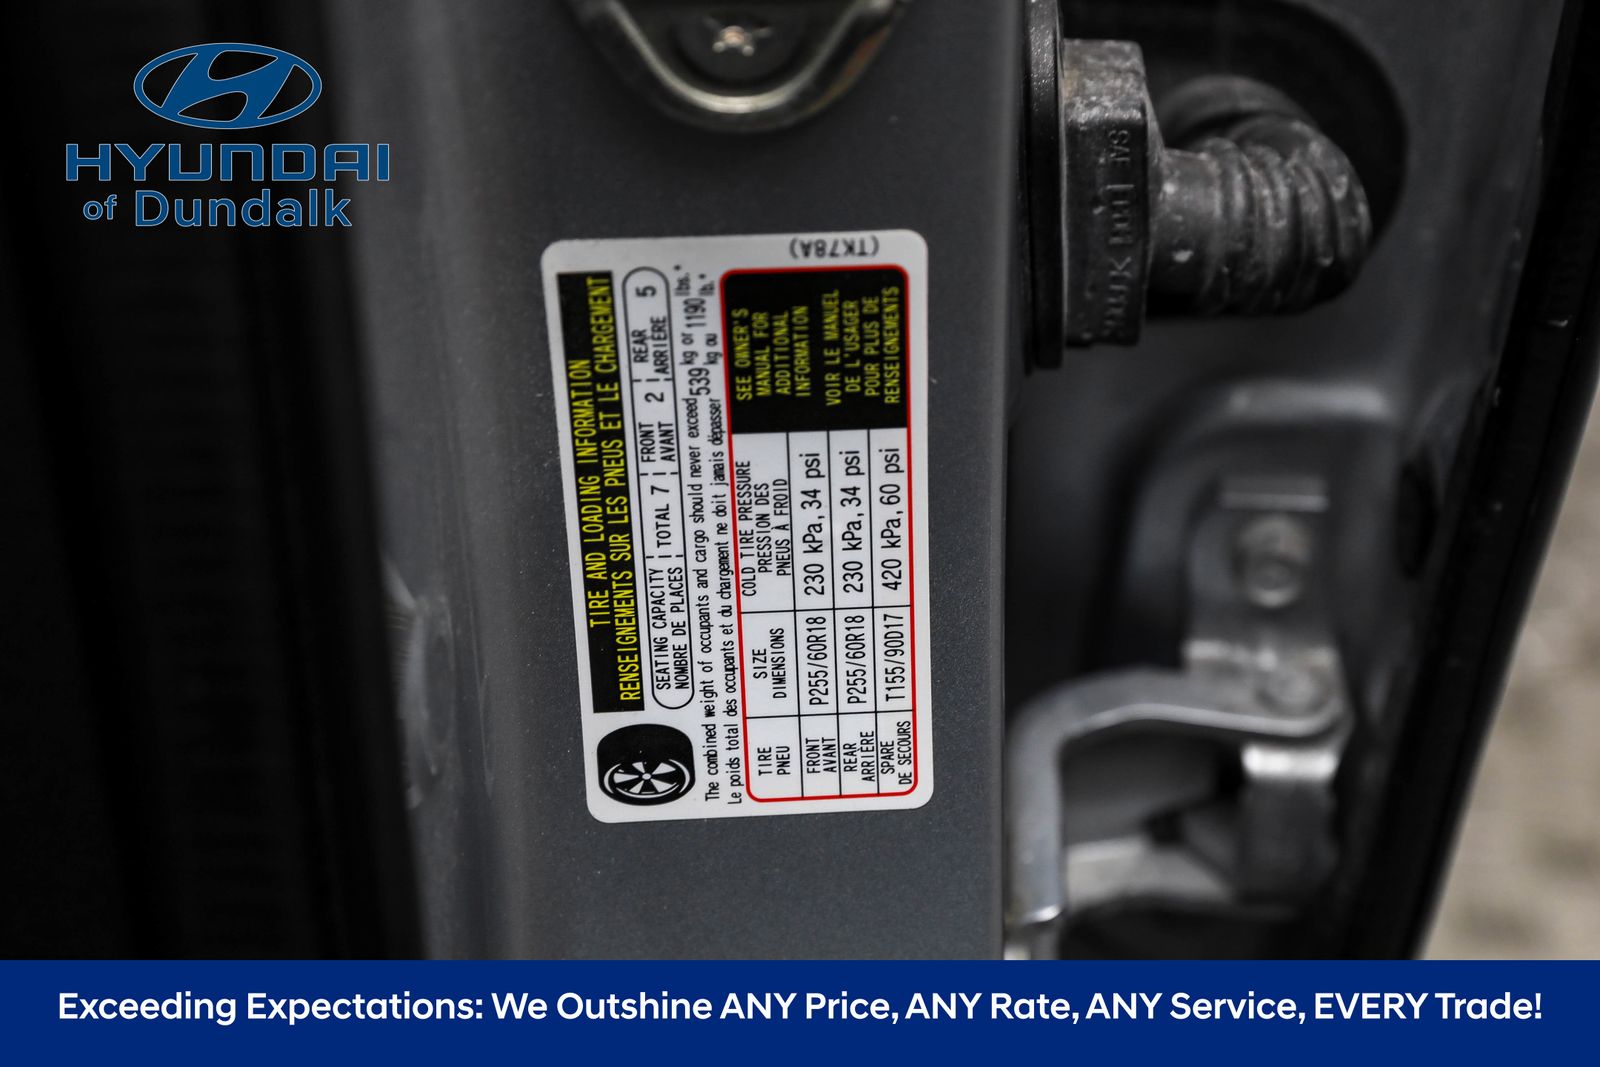 HYUNDAI
of Dundalk
(TK78A)
TIRE AND LOADING INFORMATION
RENSEIGNEMENTS SUR LES PNEUS ET LE CHARGEMENT
SEATING CAPACITY TOTAL 7 FRONT 2 REAR 5
NOMBRE DE PLACES AVANT ARRIÈRE
The combined weight of occupants and cargo should never exceed 539 kg or 1190 lbs.*
Le poids total des occupants et du chargement ne doit jamais dépasser kg ou lb.*
TIRE SIZE COLD TIRE PRESSURE
PNEU DIMENSIONS PRESSION DES
PNEUS À FROID
FRONT P255/60R18 230 kPa, 34 psi
AVANT
REAR P255/60R18 230 kPa, 34 psi
ARRIÈRE
SPARE T155/90D17 420 kPa, 60 psi
DE SECOURS
SEE OWNER'S
MANUAL FOR
ADDITIONAL
INFORMATION
VOIR LE MANUEL
DE L'USAGER
POUR PLUS DE
RENSEIGNEMENTS
Exceeding Expectations: We Outshine ANY Price, ANY Rate, ANY Service, EVERY Trade!